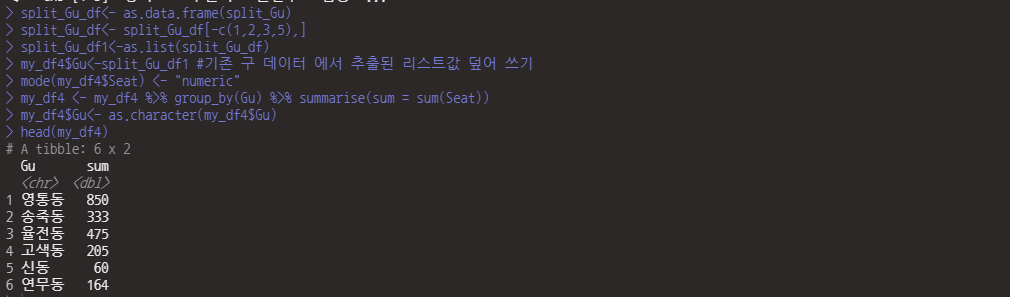 > split_Gu_df<- as.data.frame(split_Gu)
> split_Gu_df<- split_Gu_df[-c(1,2,3,5),]
> split_Gu_df1<-as.list(split_Gu_df)
> my_df4$Gu<-split_Gu_df1 #기존 구 데이터 에서 추출된 리스트값 덮어 쓰기
> mode(my_df4$Seat) <- "numeric"
> my_df4 <- my_df4 %>% group_by(Gu) %>% summarise(sum = sum(Seat))
> my_df4$Gu<- as.character(my_df4$Gu)
> head(my_df4)
# A tibble: 6 x 2
Gu sum
<chr> <dbl>
1 영통동 850
2 송죽동 333
3 율전동 475
4 고색동 205
5 신동 60
6 연무동 164